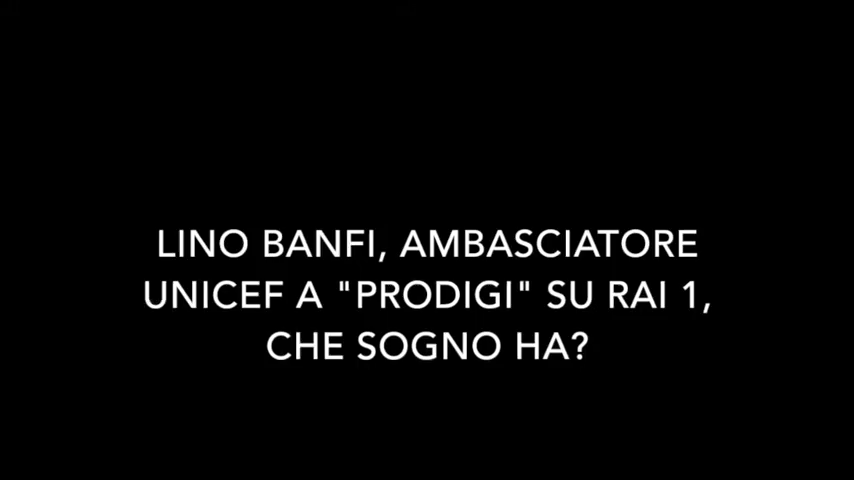 LINO BANFI, AMBASCIATORE
UNICEF A "PRODIGI" SU RAI 1,
CHE SOGNO HA?